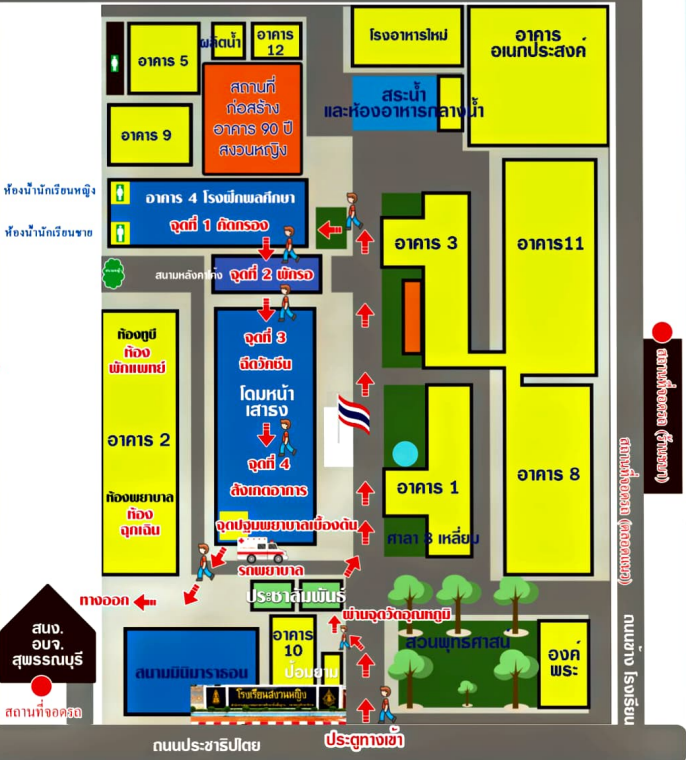 อาคาร 5
ผลิตน้ำ
อาคาร
12
โรงอาหารใหม่
อาคาร
อเนกประสงค์
สถานที่
ก่อสร้าง
อาคาร 90 ปี
สงวนหญิง
สระน้ำ
และห้องอาหารกลางน้ำ
อาคาร 9
ห้องน้ำนักเรียนหญิง
ห้องน้ำนักเรียนชาย
อาคาร 4 โรงฝึกพลศึกษา
จุดที่ 1 คัดกรอง
อาคาร 3
อาคาร11
สนามหลังคาโค้ง
จุดที่ 2 พักรอ
จุดที่ 3
ฉีดวัคซีน
โดมหน้า
เสาธง
จุดที่ 4
สังเกตอาการ
จุดปฐมพยาบาลเบื้องต้น
ห้องทูบี
ห้อง
พักแพทย์
อาคาร 2
ห้องพยาบาล
ห้อง
ฉุกเฉิน
อาคาร 1
อาคาร 8
ศาลา 8 เหลี่ยม
รถพยาบาล
ประชาสัมพันธ์
ทางออก
ผ่านจุดวัดอุณหภูมิ
สนง.
อบจ.
สุพรรณบุรี
สถานที่จอดรถ
สนามมินิมาราธอน
อาคาร
10
ป้อมยาม
สวนพุทธศาสน์
องค์
พระ
โรงเรียนสงวนหญิง
ถนนประชาธิปไตย
ประตูทางเข้า
ถนนข้าง โรงเรียน